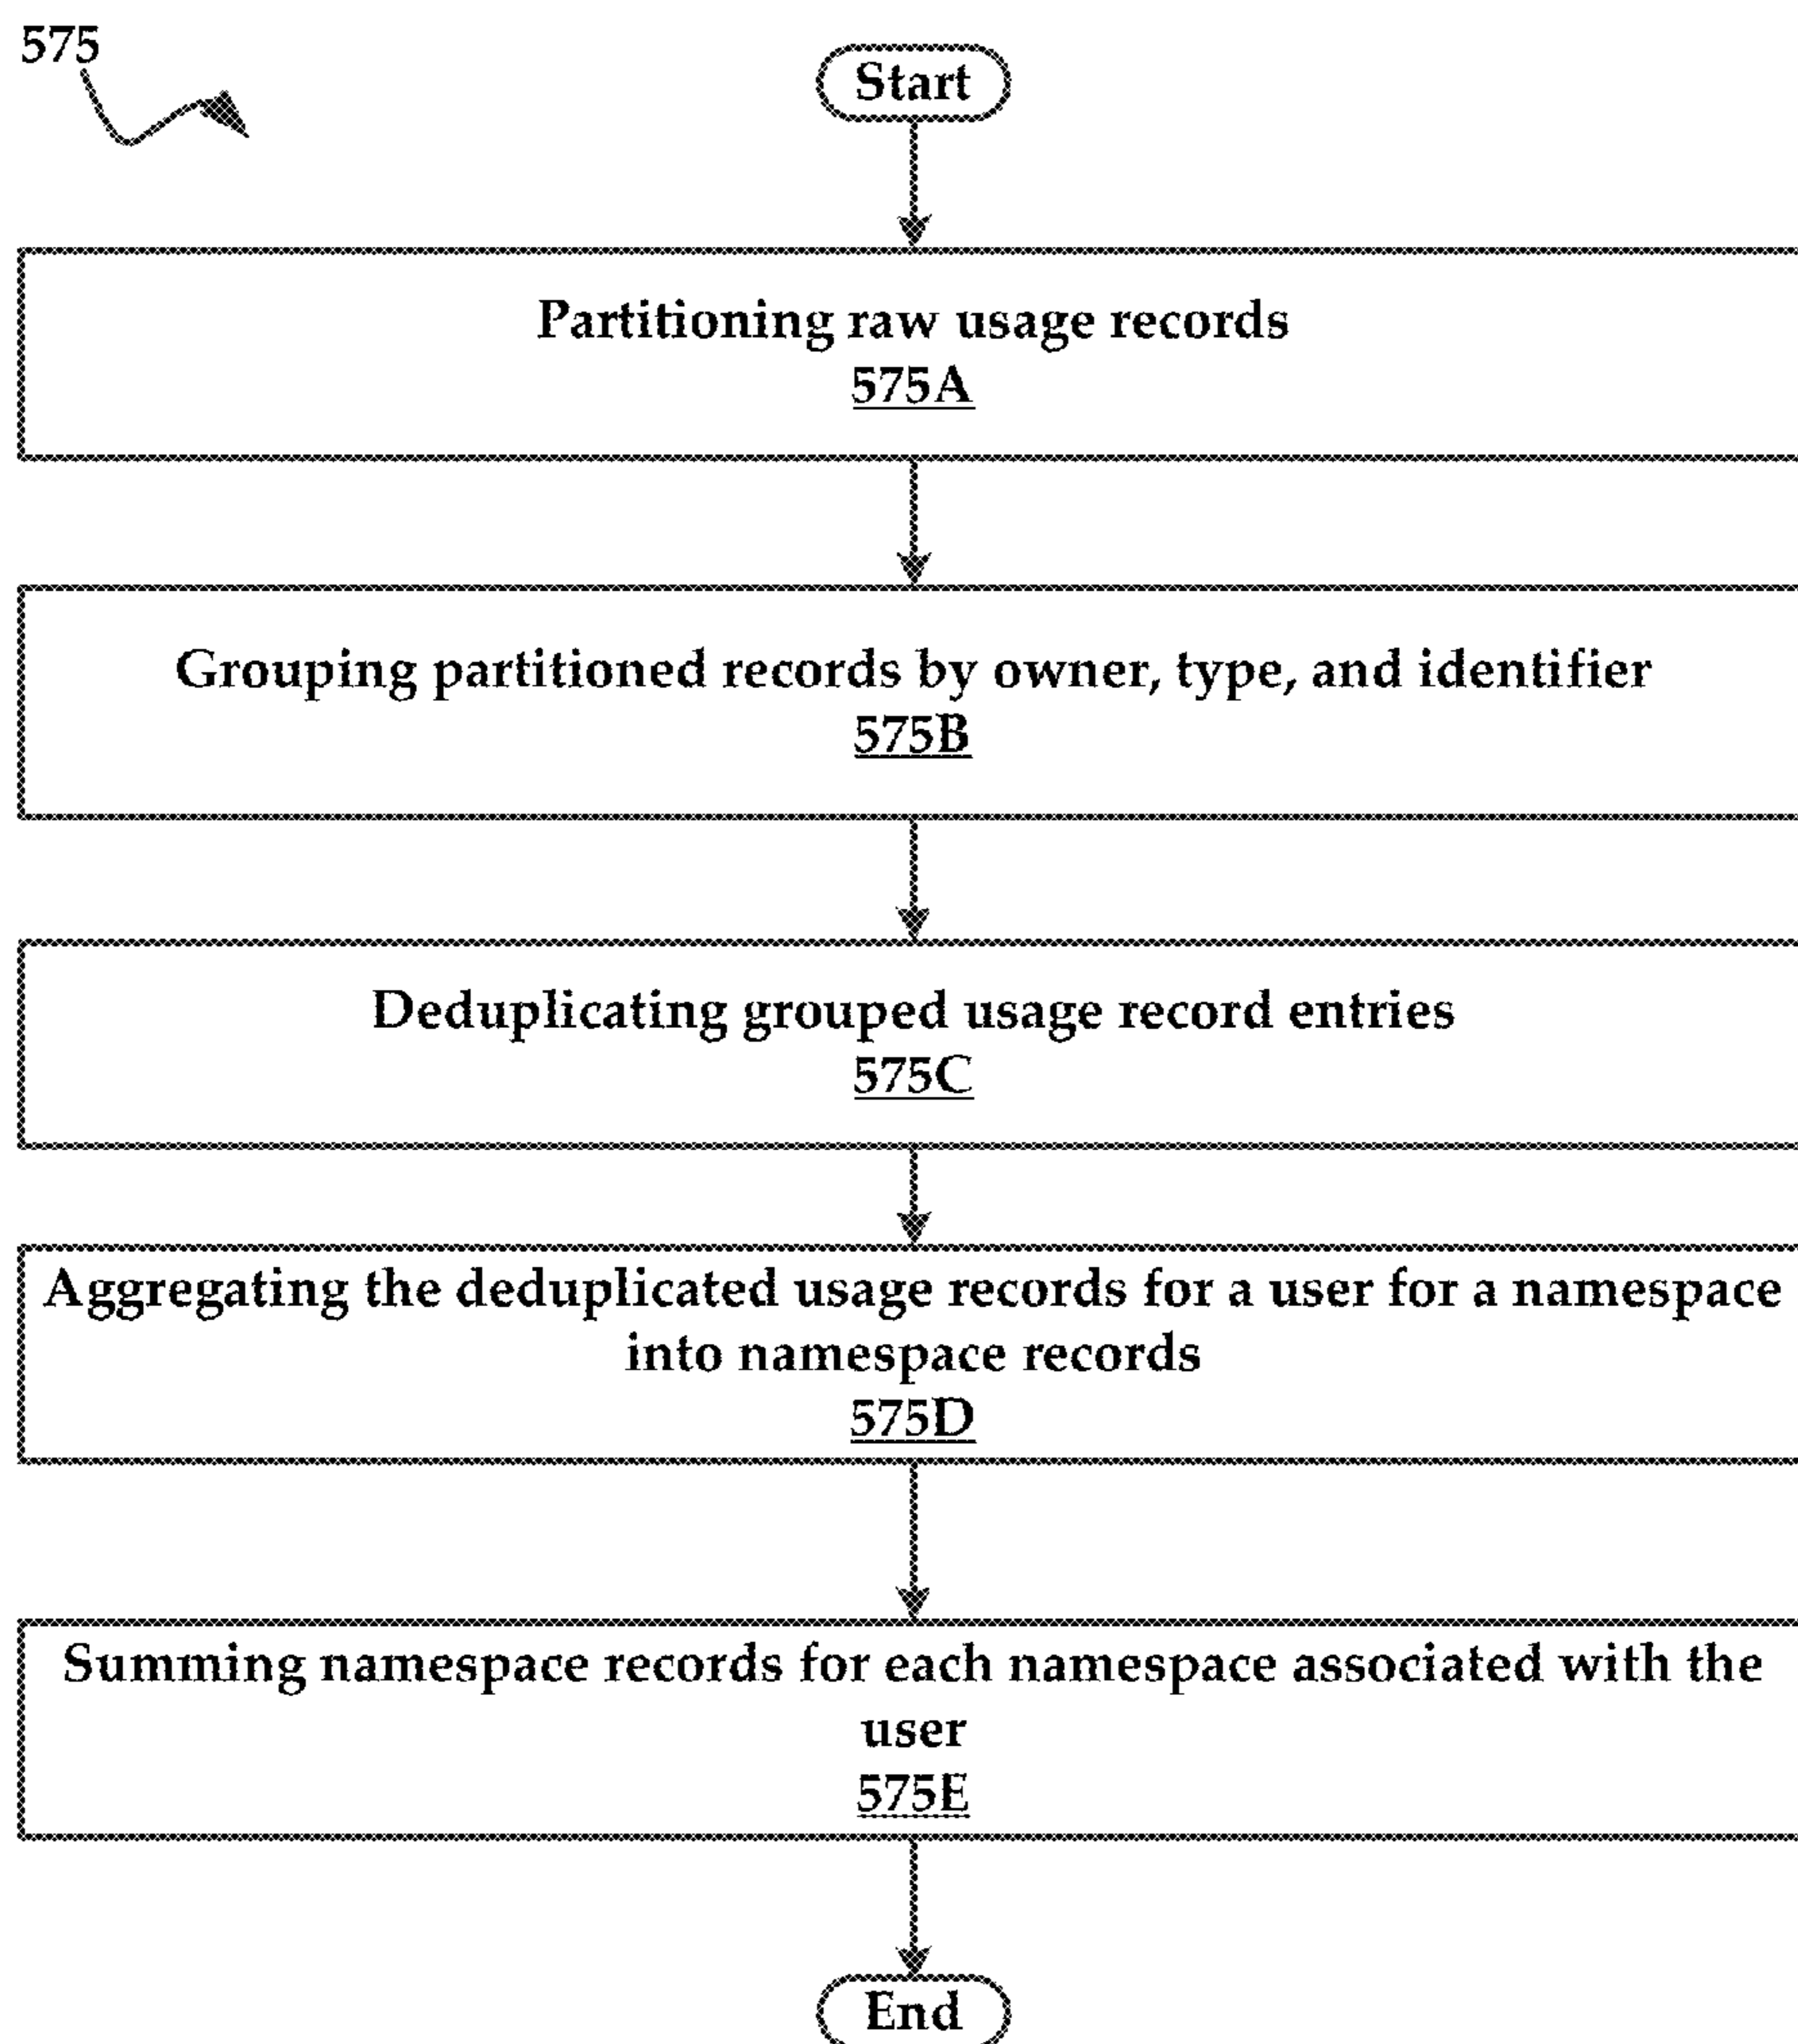 575
Start
Partitioning raw usage records
575A
Grouping partitioned records by owner, type, and identifier
575B
Deduplicating grouped usage record entries
575C
Aggregating the deduplicated usage records for a user for a namespace
into namespace records
575D
Summing namespace records for each namespace associated with the
user
575E
End